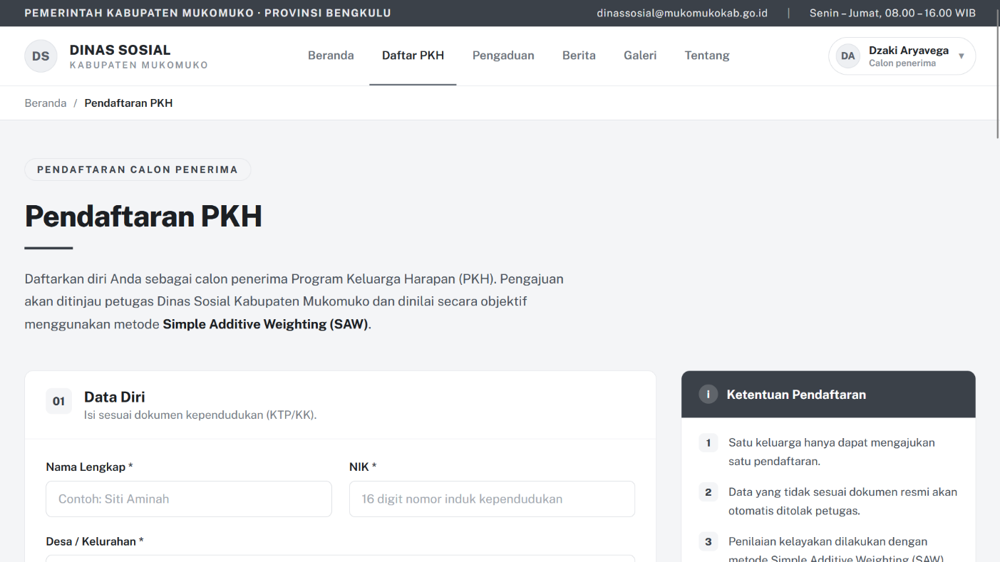 PEMERINTAH KABUPATEN MUKOMUKO · PROVINSI BENGKULU
dinassosial@mukomukokab.go.id | Senin – Jumat, 08.00 – 16.00 WIB
DS
DINAS SOSIAL
KABUPATEN MUKOMUKO
Beranda Daftar PKH Pengaduan Berita Galeri Tentang
DA
Dzaki Aryavega
Calon penerima
Beranda / Pendaftaran PKH
PENDAFTARAN CALON PENERIMA
Pendaftaran PKH
Daftarkan diri Anda sebagai calon penerima Program Keluarga Harapan (PKH). Pengajuan
akan ditinjau petugas Dinas Sosial Kabupaten Mukomuko dan dinilai secara objektif
menggunakan metode Simple Additive Weighting (SAW).
01
Data Diri
Isi sesuai dokumen kependudukan (KTP/KK).
Nama Lengkap *
Contoh: Siti Aminah
NIK *
16 digit nomor induk kependudukan
Desa / Kelurahan *
i Ketentuan Pendaftaran
1 Satu keluarga hanya dapat mengajukan
satu pendaftaran.
2 Data yang tidak sesuai dokumen resmi akan
otomatis ditolak petugas.
3 Penilaian kelayakan dilakukan dengan
metode Simple Additive Weighting (SAW)